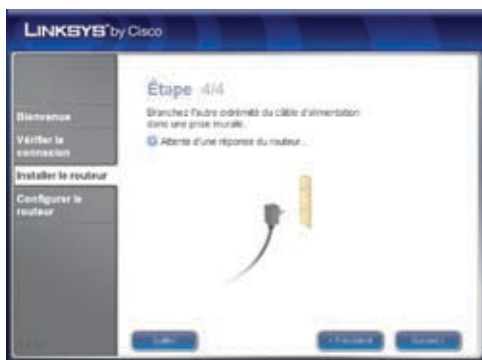 LINKSYS by Cisco
Étape 4/4
Branchez l'autre extrémité du câble d'alimentation
dans une prise murale.
Attente d'une réponse du routeur...
Bienvenue
Vérifier la
connexion
Installer le routeur
Configurer le
routeur
Quitter
< Précédent
Suivant >